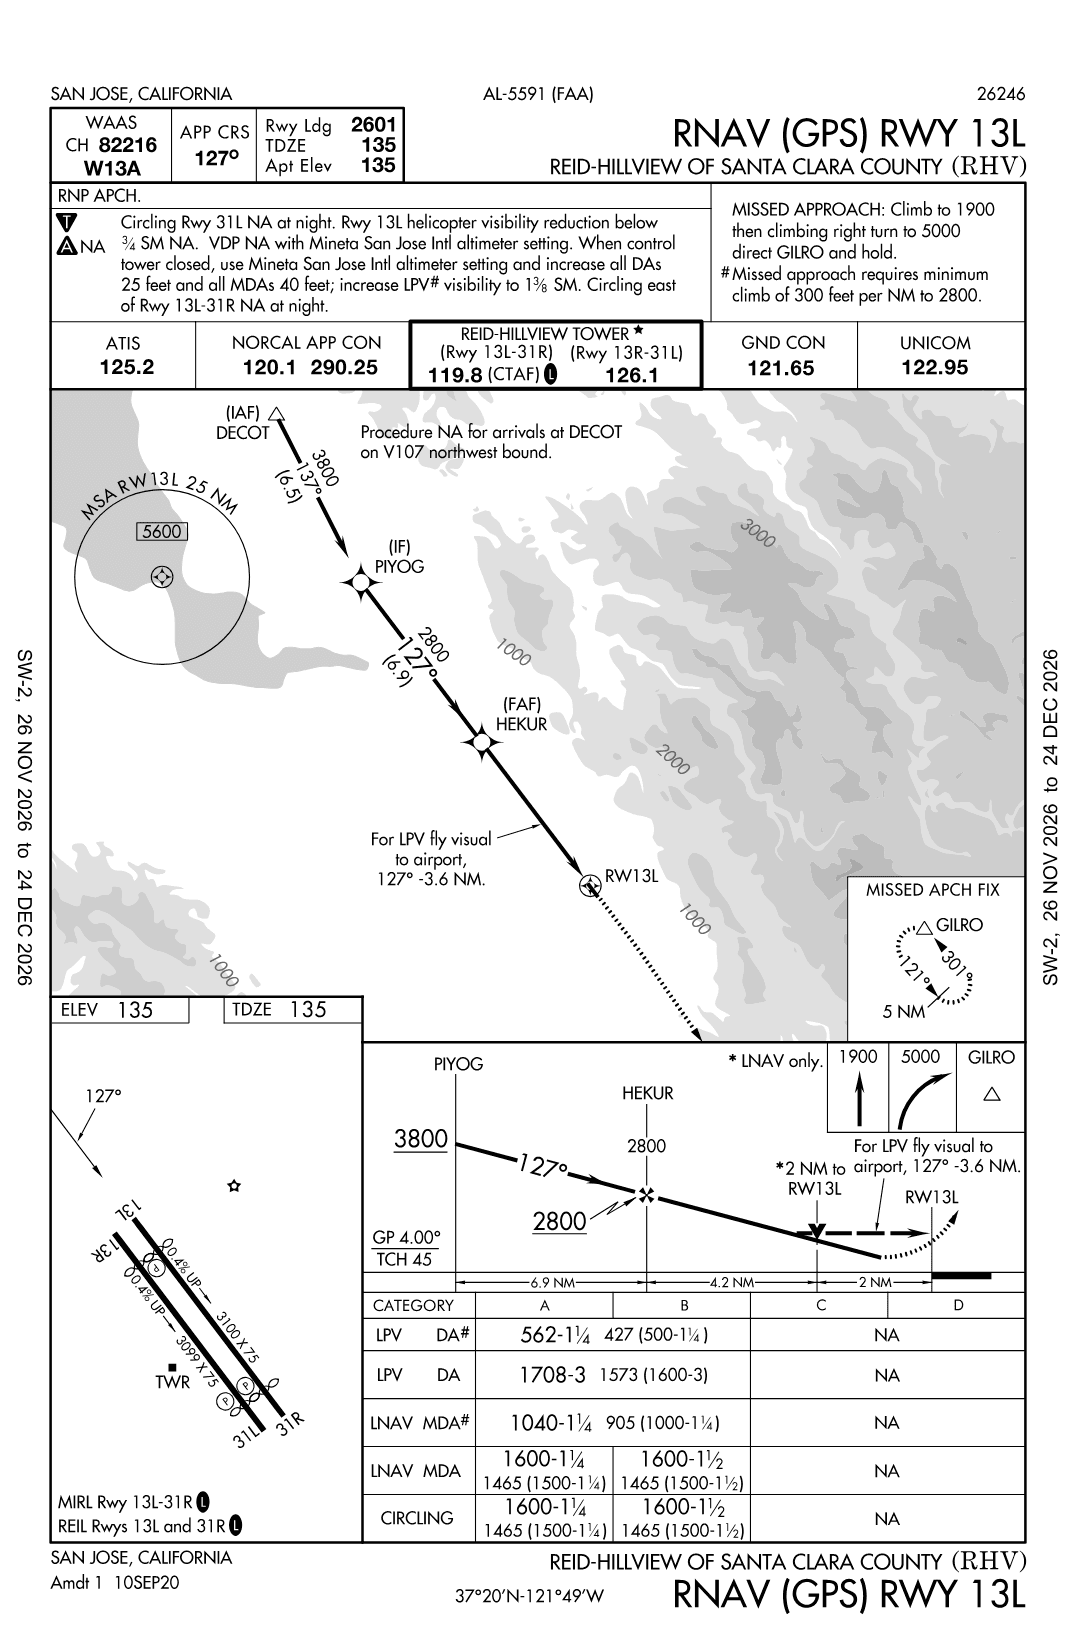 SAN JOSE, CALIFORNIA
AL-5591 (FAA)
26246
WAAS
CH 82216
W13A
APP CRS
127°
Rwy Ldg 2601
TDZE 135
Apt Elev 135
RNAV (GPS) RWY 13L
REID-HILLVIEW OF SANTA CLARA COUNTY (RHV)
RNP APCH.
T
A NA
Circling Rwy 31L NA at night. Rwy 13L helicopter visibility reduction below
¾ SM NA. VDP NA with Mineta San Jose Intl altimeter setting. When control
tower closed, use Mineta San Jose Intl altimeter setting and increase all DAs
25 feet and all MDAs 40 feet; increase LPV# visibility to 1⅜ SM. Circling east
of Rwy 13L-31R NA at night.
MISSED APPROACH: Climb to 1900
then climbing right turn to 5000
direct GILRO and hold.
#Missed approach requires minimum
climb of 300 feet per NM to 2800.
ATIS
125.2
NORCAL APP CON
120.1 290.25
REID-HILLVIEW TOWER★
(Rwy 13L-31R) (Rwy 13R-31L)
119.8 (CTAF) L 126.1
GND CON
121.65
UNICOM
122.95
(IAF)
DECOT
Procedure NA for arrivals at DECOT
on V107 northwest bound.
3800
137°
(6.5)
MSA RW13L 25 NM
5600
3000
(IF)
PIYOG
2800
127°
(6.9)
1000
(FAF)
HEKUR
2000
For LPV fly visual
to airport,
127° -3.6 NM.
RW13L
1000
1000
MISSED APCH FIX
GILRO
301°
121°
5 NM
SW-2, 26 NOV 2026 to 24 DEC 2026
SW-2, 26 NOV 2026 to 24 DEC 2026
ELEV 135
TDZE 135
127°
13L
13R
P
0.4% UP
0.4% UP
3100 X 75
3099 X 75
TWR
P
P
31L
31R
MIRL Rwy 13L-31R L
REIL Rwys 13L and 31R L
PIYOG
* LNAV only.
1900
5000
GILRO
HEKUR
3800
127°
2800
2800
For LPV fly visual to
airport, 127° -3.6 NM.
*2 NM to
RW13L
RW13L
GP 4.00°
TCH 45
6.9 NM
4.2 NM
2 NM
CATEGORY A B C D
LPV DA# 562-1¼ 427 (500-1¼) NA
LPV DA 1708-3 1573 (1600-3) NA
LNAV MDA# 1040-1¼ 905 (1000-1¼) NA
LNAV MDA
1600-1¼
1465 (1500-1¼)
1600-1½
1465 (1500-1½)
NA
CIRCLING
1600-1¼
1465 (1500-1¼)
1600-1½
1465 (1500-1½)
NA
SAN JOSE, CALIFORNIA
Amdt 1 10SEP20
37°20'N-121°49'W
REID-HILLVIEW OF SANTA CLARA COUNTY (RHV)
RNAV (GPS) RWY 13L